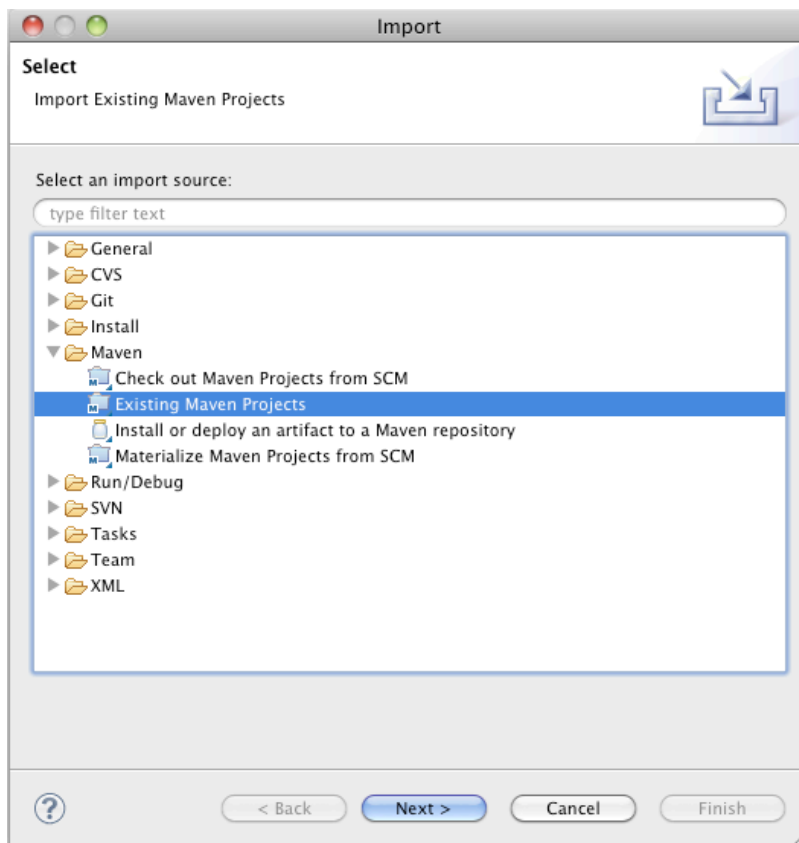 Import
Select
Import Existing Maven Projects
Select an import source:
type filter text
General
CVS
Git
Install
Maven
Check out Maven Projects from SCM
Existing Maven Projects
Install or deploy an artifact to a Maven repository
Materialize Maven Projects from SCM
Run/Debug
SVN
Tasks
Team
XML
? < Back Next > Cancel Finish